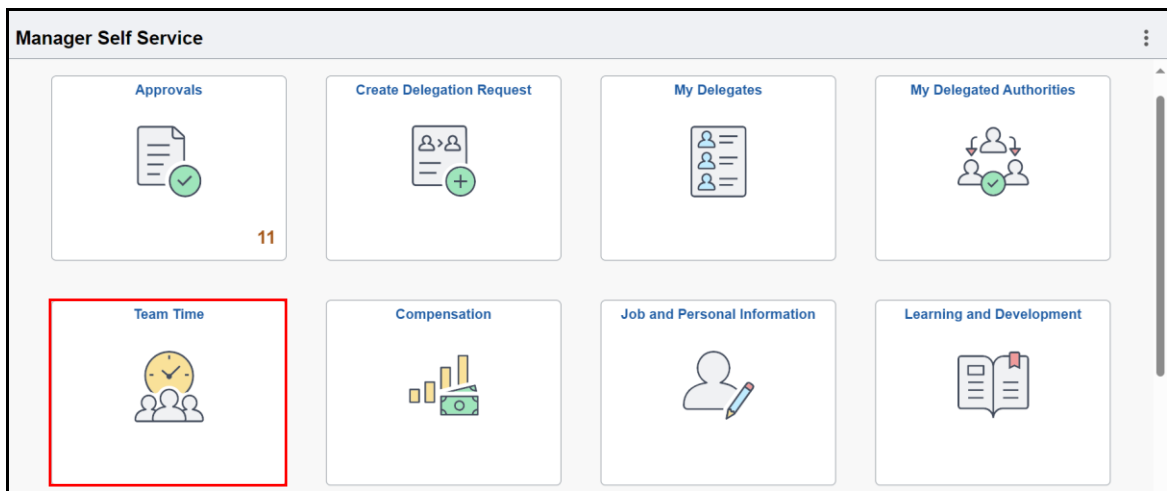 Manager Self Service
Approvals
Create Delegation Request
My Delegates
My Delegated Authorities
11
Team Time
Compensation
Job and Personal Information
Learning and Development